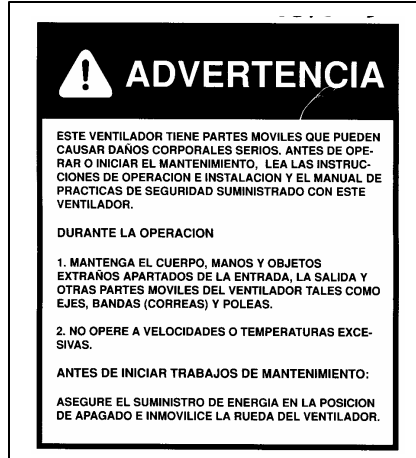 ADVERTENCIA
ESTE VENTILADOR TIENE PARTES MOVILES QUE PUEDEN
CAUSAR DAÑOS CORPORALES SERIOS. ANTES DE OPE-
RAR O INICIAR EL MANTENIMIENTO, LEA LAS INSTRUC-
CIONES DE OPERACION E INSTALACION Y EL MANUAL DE
PRACTICAS DE SEGURIDAD SUMINISTRADO CON ESTE
VENTILADOR.
DURANTE LA OPERACION
1. MANTENGA EL CUERPO, MANOS Y OBJETOS
EXTRAÑOS APARTADOS DE LA ENTRADA, LA SALIDA Y
OTRAS PARTES MOVILES DEL VENTILADOR TALES COMO
EJES, BANDAS (CORREAS) Y POLEAS.
2. NO OPERE A VELOCIDADES O TEMPERATURAS EXCE-
SIVAS.
ANTES DE INICIAR TRABAJOS DE MANTENIMIENTO:
ASEGURE EL SUMINISTRO DE ENERGIA EN LA POSICION
DE APAGADO E INMOVILICE LA RUEDA DEL VENTILADOR.